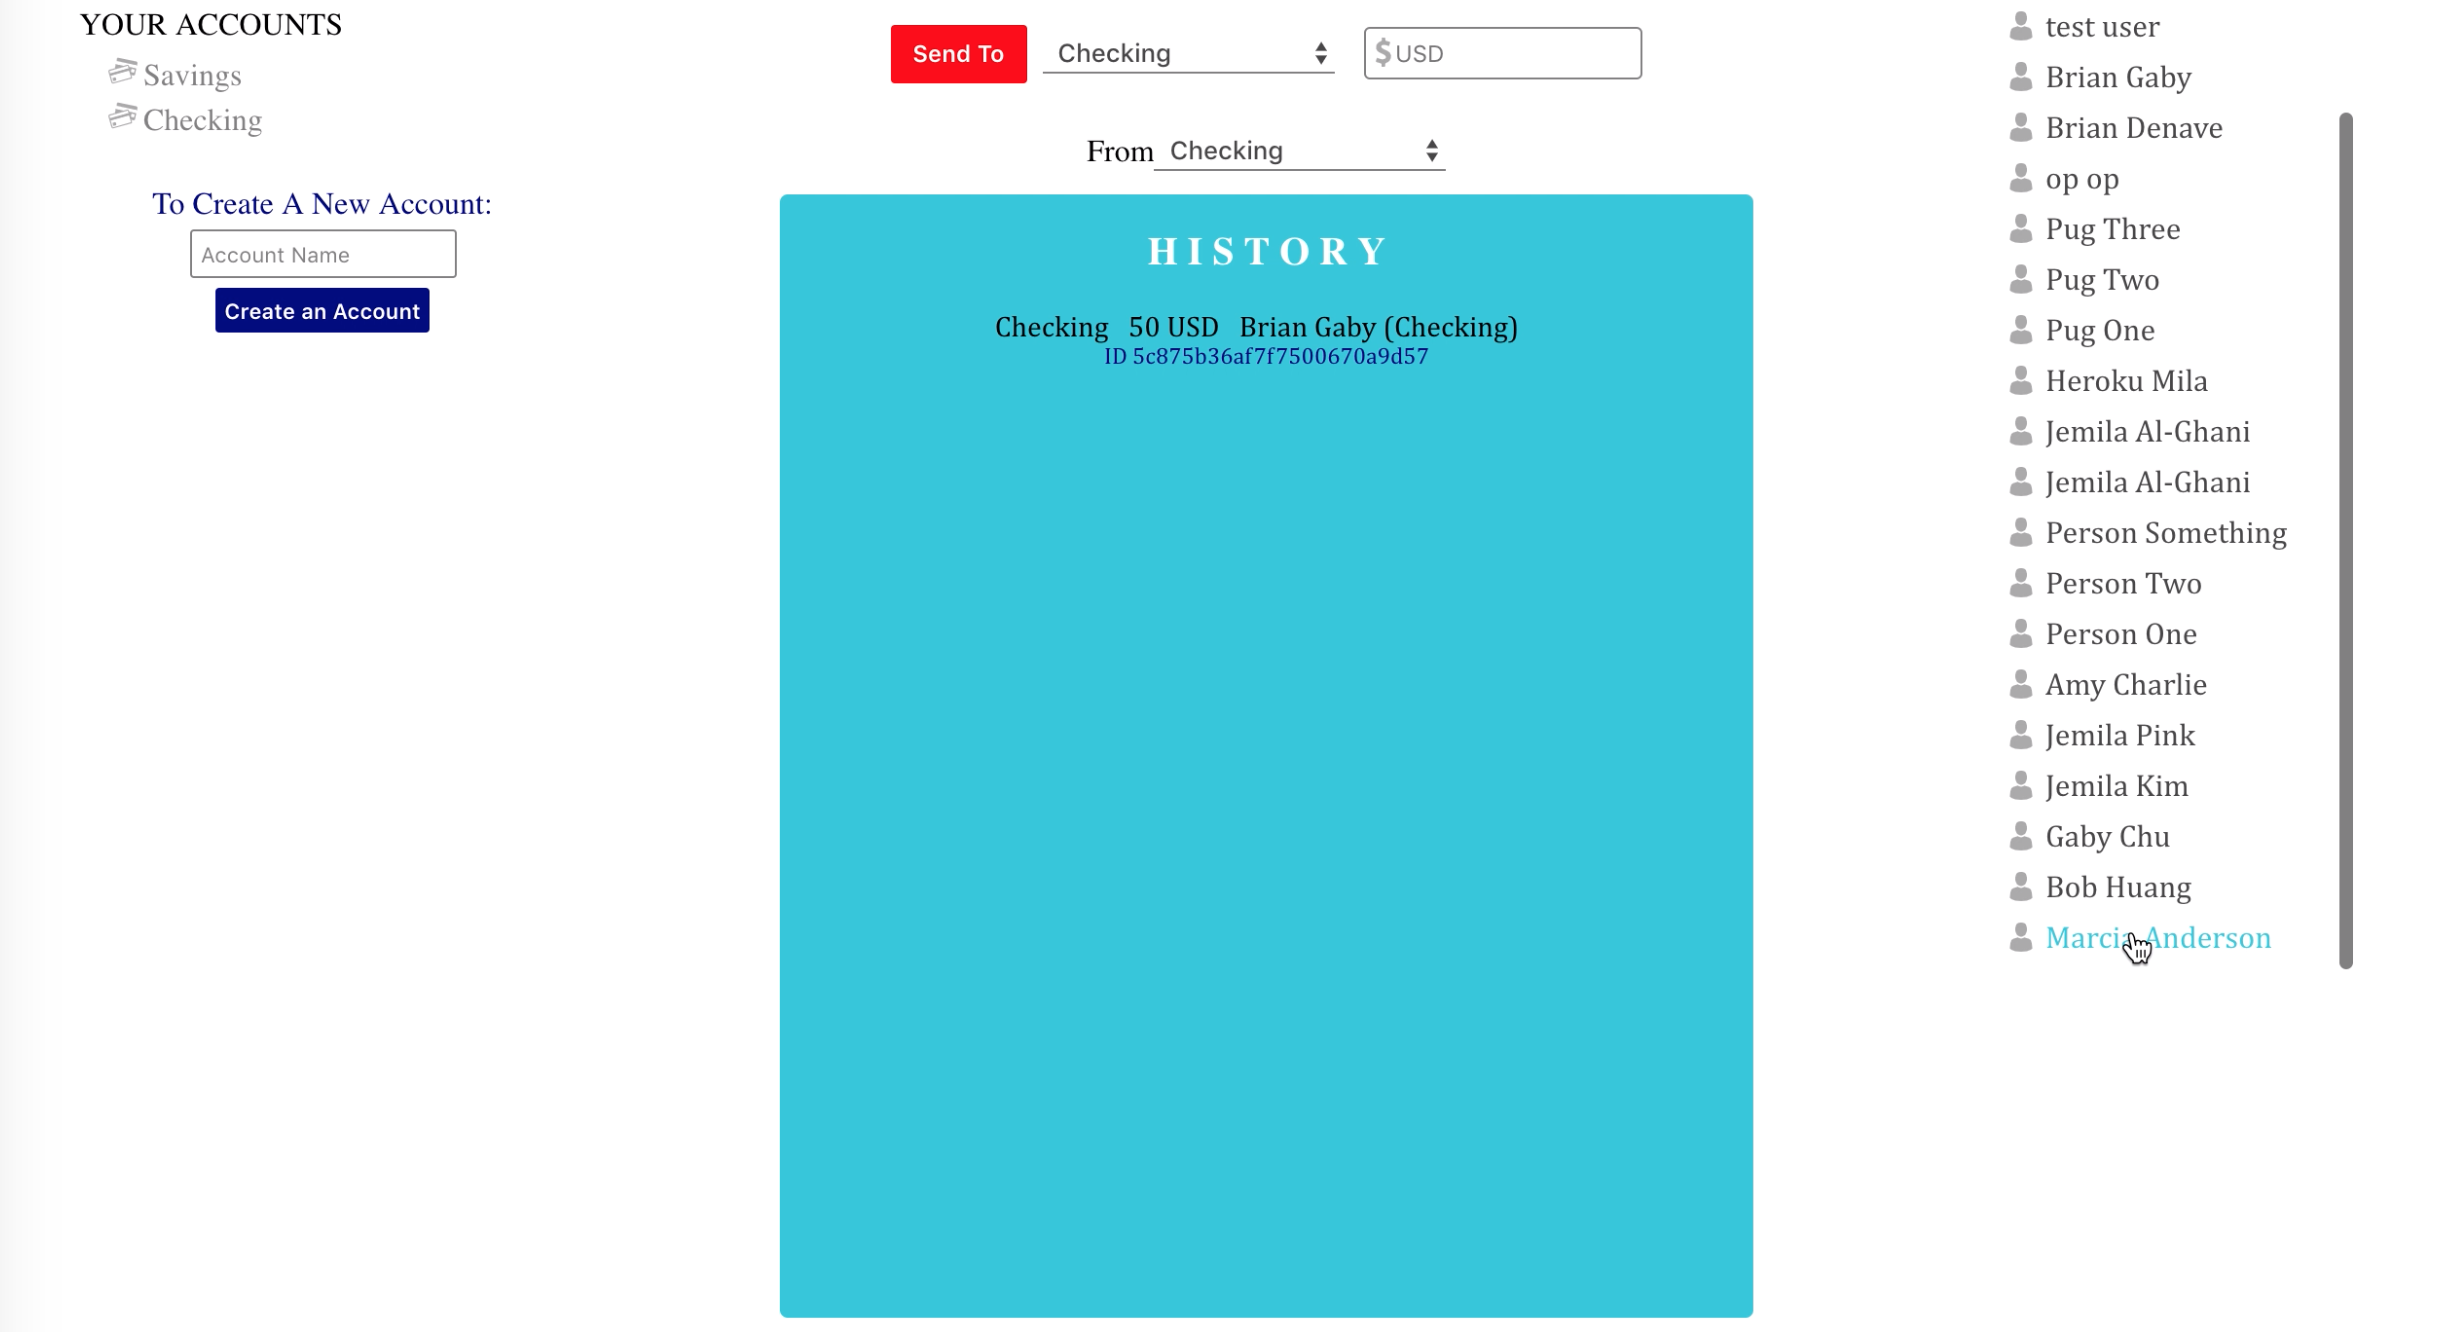 YOUR ACCOUNTS
Savings
Checking
To Create A New Account:
Account Name
Create an Account
Send To Checking $ USD
From Checking
HISTORY
Checking 50 USD Brian Gaby (Checking)
ID 5c875b36af7f7500670a9d57
test user
Brian Gaby
Brian Denave
op op
Pug Three
Pug Two
Pug One
Heroku Mila
Jemila Al-Ghani
Jemila Al-Ghani
Person Something
Person Two
Person One
Amy Charlie
Jemila Pink
Jemila Kim
Gaby Chu
Bob Huang
Marcia Anderson